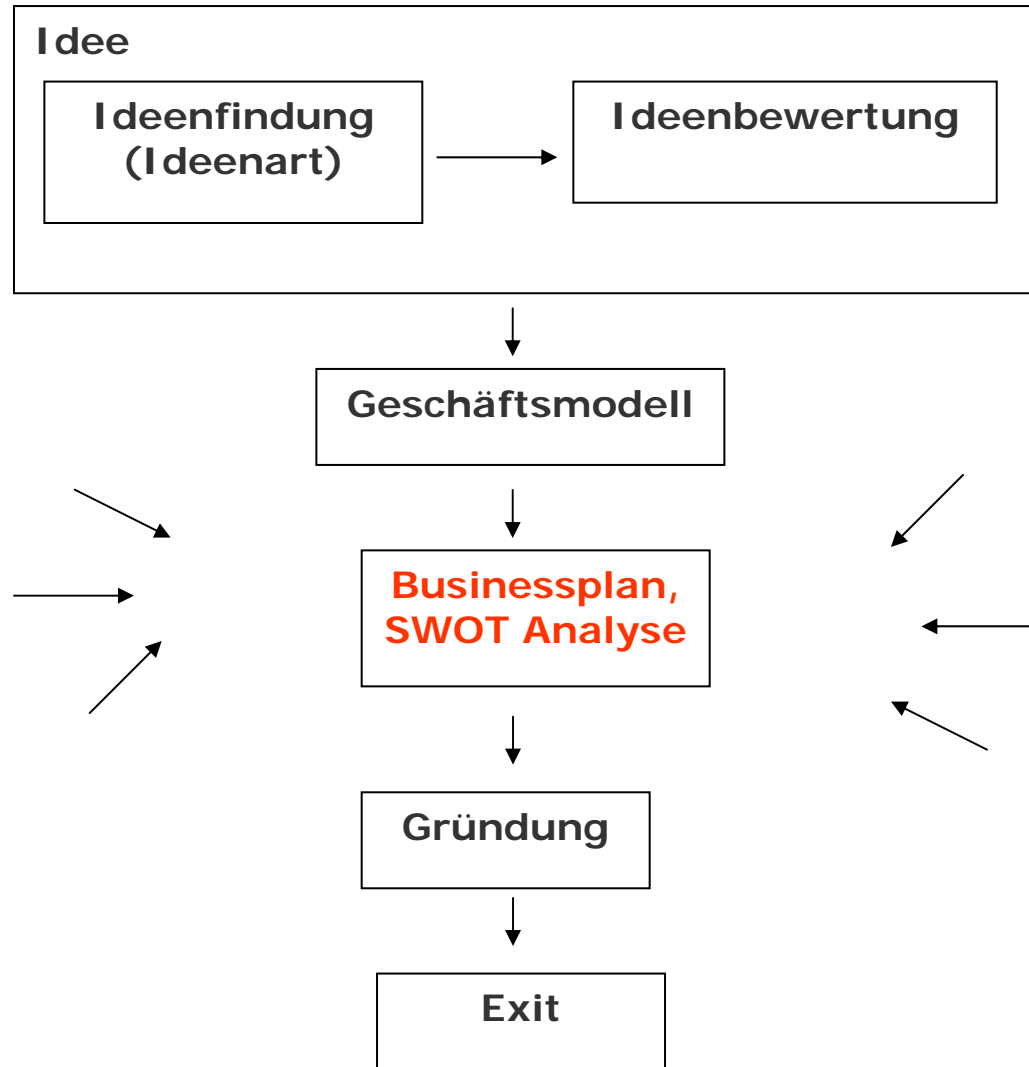 Idee
Ideenfindung
(Ideenart)
Ideenbewertung
Geschäftsmodell
Businessplan,
SWOT Analyse
Gründung
Exit